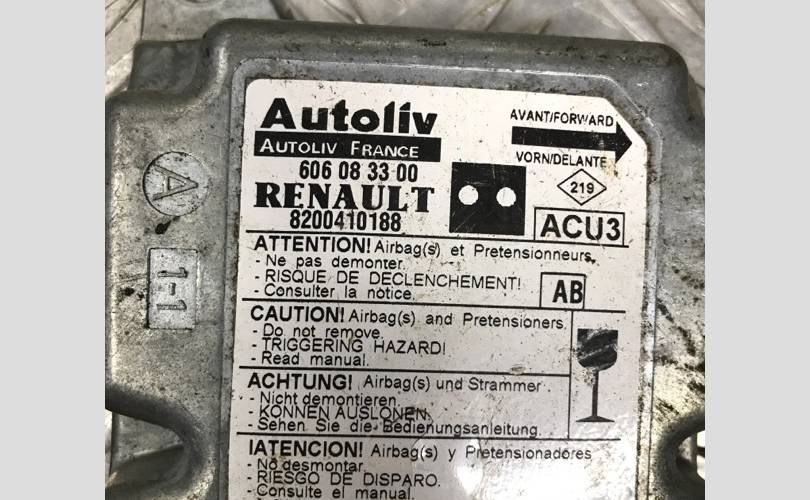 Autoliv
AUTOLIV FRANCE
606 08 33 00
RENAULT
8200410188
AVANT/FORWARD
VORN/DELANTE
219
ACU3
ATTENTION! Airbag(s) et Pretensionneurs.
- Ne pas demonter.
- RISQUE DE DECLENCHEMENT!
- Consulter la notice.
AB
CAUTION! Airbag(s) and Pretensioners.
- Do not remove
- TRIGGERING HAZARD!
- Read manual.
ACHTUNG! Airbag(s) und Strammer.
- Nicht demontieren.
- KONNEN AUSLONEN.
- Sehen Sie die Bedienungsanleitung.
IATENCION! Airbag(s) y Pretensionadores
- No desmontar.
- RIESGO DE DISPARO.
- Consulte el manual.
A
1-1